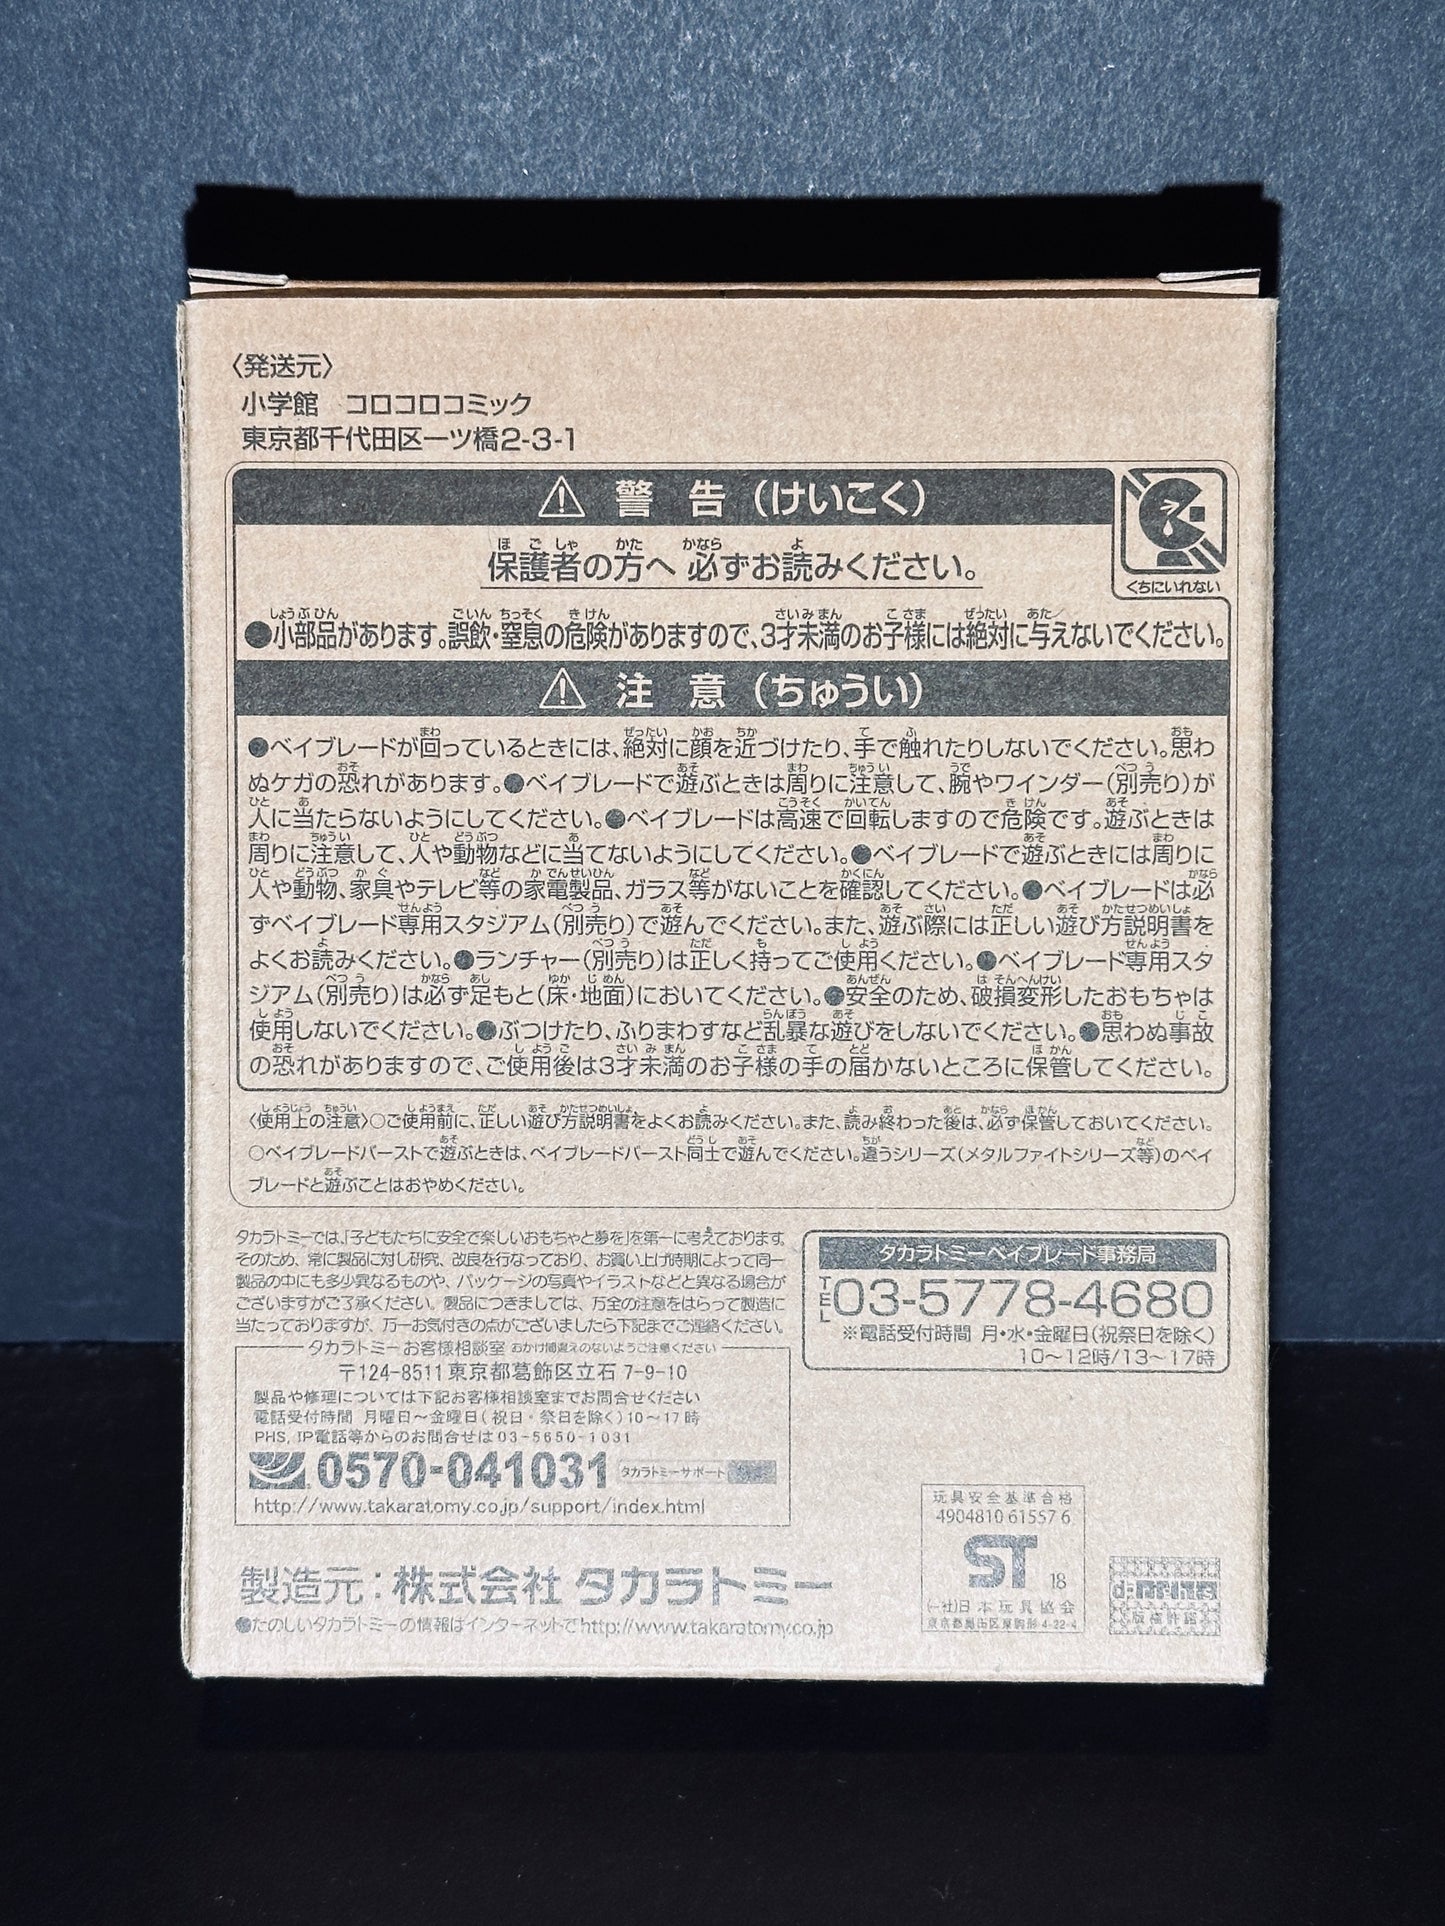 〈発送元〉
小学館　コロコロコミック
東京都千代田区一ツ橋2-3-1
⚠ 警 告（けいこく）
くちにいれない
保護者の方へ 必ずお読みください。
●小部品があります。誤飲・窒息の危険がありますので、3才未満のお子様には絶対に与えないでください。
⚠ 注 意（ちゅうい）
●ベイブレードが回っているときには、絶対に顔を近づけたり、手で触れたりしないでください。思わ
ぬケガの恐れがあります。●ベイブレードで遊ぶときは周りに注意して、腕やワインダー（別売り）が
人に当たらないようにしてください。●ベイブレードは高速で回転しますので危険です。遊ぶときは
周りに注意して、人や動物などに当てないようにしてください。●ベイブレードで遊ぶときには周りに
人や動物、家具やテレビ等の家電製品、ガラス等がないことを確認してください。●ベイブレードは必
ずベイブレード専用スタジアム（別売り）で遊んでください。また、遊ぶ際には正しい遊び方説明書を
よくお読みください。●ランチャー（別売り）は正しく持ってご使用ください。●ベイブレード専用スタ
ジアム（別売り）は必ず足もと（床・地面）においてください。●安全のため、破損変形したおもちゃは
使用しないでください。●ぶつけたり、ふりまわすなど乱暴な遊びをしないでください。●思わぬ事故
の恐れがありますので、ご使用後は3才未満のお子様の手の届かないところに保管してください。
〈使用上の注意〉○ご使用前に、正しい遊び方説明書をよくお読みください。また、読み終わった後は、必ず保管しておいてください。
○ベイブレードバーストで遊ぶときは、ベイブレードバースト同士で遊んでください。違うシリーズ（メタルファイトシリーズ等）のベイ
ブレードと遊ぶことはおやめください。
タカラトミーでは、「子どもたちに安全で楽しいおもちゃと夢を」を第一に考えております。
そのため、常に製品に対し研究、改良を行なっており、お買い上げ時期によって同一
製品の中にも多少異なるものや、パッケージの写真やイラストなどと異なる場合が
ございますがご了承ください。製品につきましては、万全の注意をはらって製造に
当たっておりますが、万一お気付きの点がございましたら下記までご連絡ください。
タカラトミー お客様相談室 おかけ間違えのないようご注意ください
〒124-8511 東京都葛飾区立石 7-9-10
製品や修理については下記お客様相談室までお問合せください
電話受付時間 月曜日〜金曜日（祝日・祭日を除く）10〜17時
PHS, IP電話等からのお問合せは03-5650-1031
0570-041031 タカラトミーサポート
http://www.takaratomy.co.jp/support/index.html
タカラトミーベイブレード事務局
TEL 03-5778-4680
※電話受付時間 月・水・金曜日（祝祭日を除く）
10〜12時/13〜17時
製造元：株式会社 タカラトミー
●たのしいタカラトミーの情報はインターネットで http://www.takaratomy.co.jp
玩具安全基準合格
4904810 61557 6
ST 18
(一社)日本玩具協会
東京都墨田区東駒形 4-22-4
d-rights
版権許諾